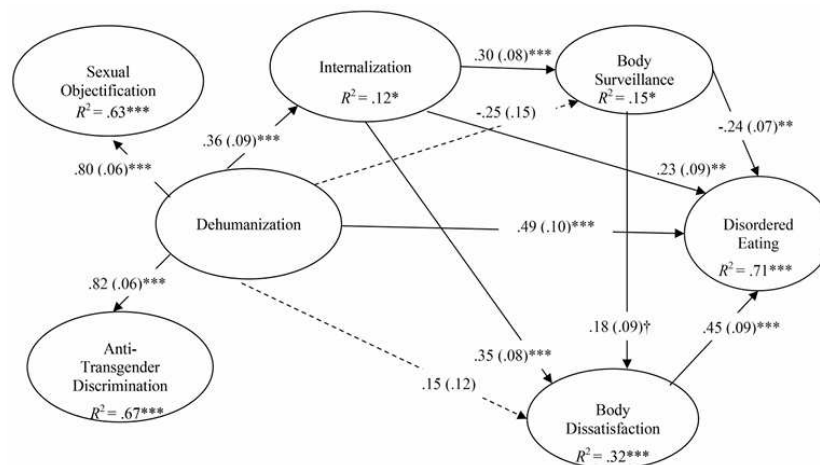 Sexual
Objectification
R² = .63***
Internalization
R² = .12*
.30 (.08)***
Body
Surveillance
R² = .15*
-.25 (.15)
-.24 (.07)**
.36 (.09)***
.80 (.06)***
.23 (.09)**
Dehumanization
.49 (.10)***
Disordered
Eating
R² = .71***
.82 (.06)***
.18 (.09)†
.45 (.09)***
Anti-
Transgender
Discrimination
R² = .67***
.35 (.08)***
.15 (.12)
Body
Dissatisfaction
R² = .32***